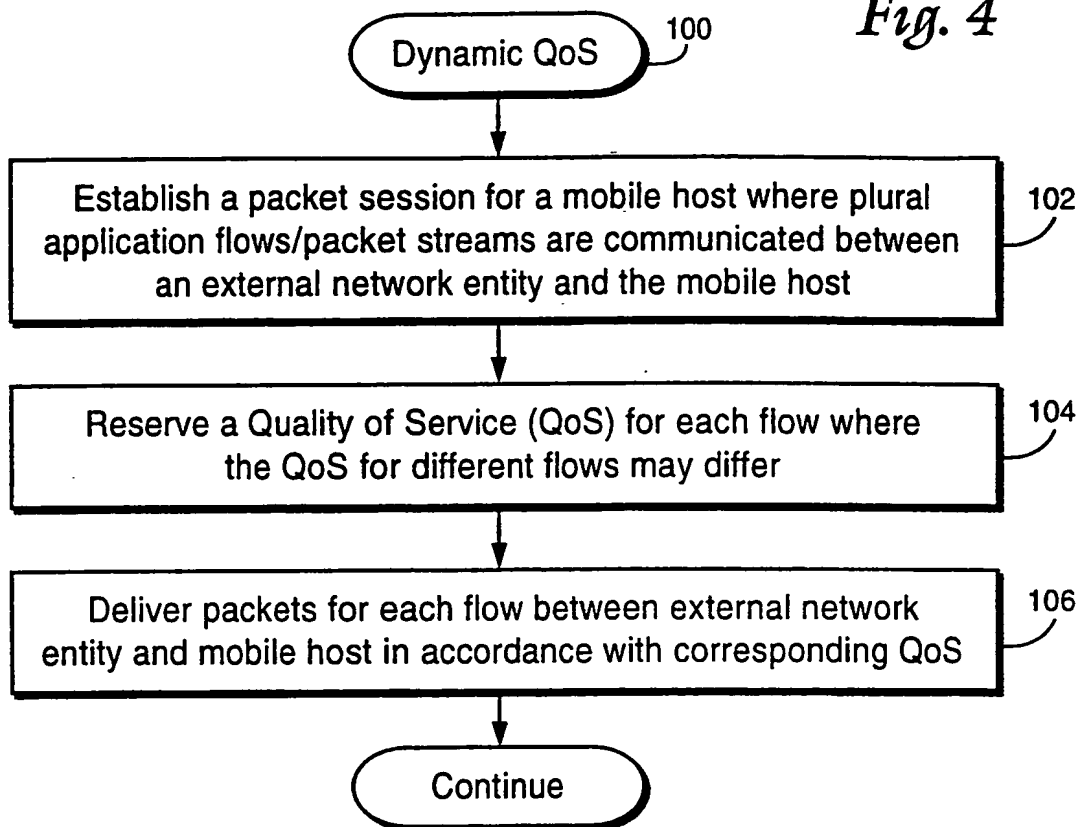 Fig. 4
Dynamic QoS
100
Establish a packet session for a mobile host where plural
application flows/packet streams are communicated between
an external network entity and the mobile host
102
Reserve a Quality of Service (QoS) for each flow where
the QoS for different flows may differ
104
Deliver packets for each flow between external network
entity and mobile host in accordance with corresponding QoS
106
Continue